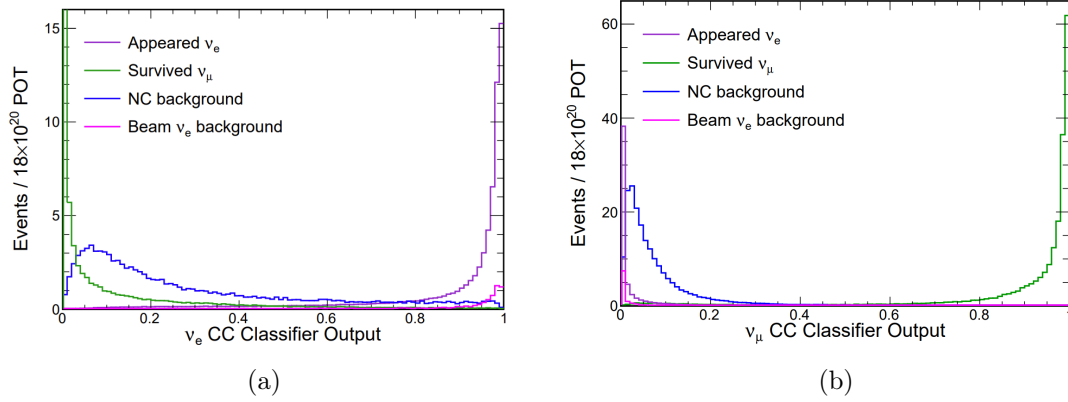 15
10
5
0
Events / 18×10²⁰ POT
Appeared νₑ
Survived ν_μ
NC background
Beam νₑ background
0 0.2 0.4 0.6 0.8 1
νₑ CC Classifier Output
(a)
60
40
20
0
Events / 18×10²⁰ POT
Appeared νₑ
Survived ν_μ
NC background
Beam νₑ background
0 0.2 0.4 0.6 0.8
ν_μ CC Classifier Output
(b)